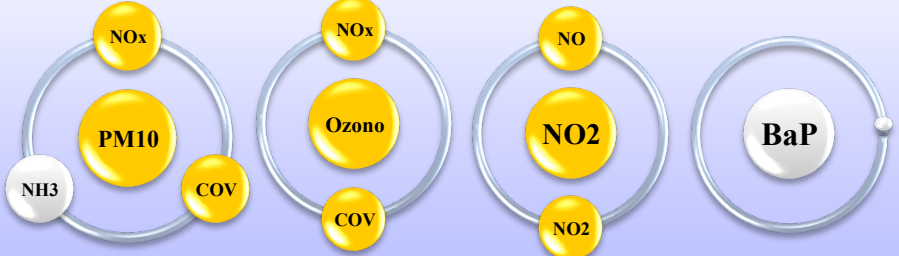 NOx
PM10
NH3
COV
NOx
Ozono
COV
NO
NO2
NO2
BaP